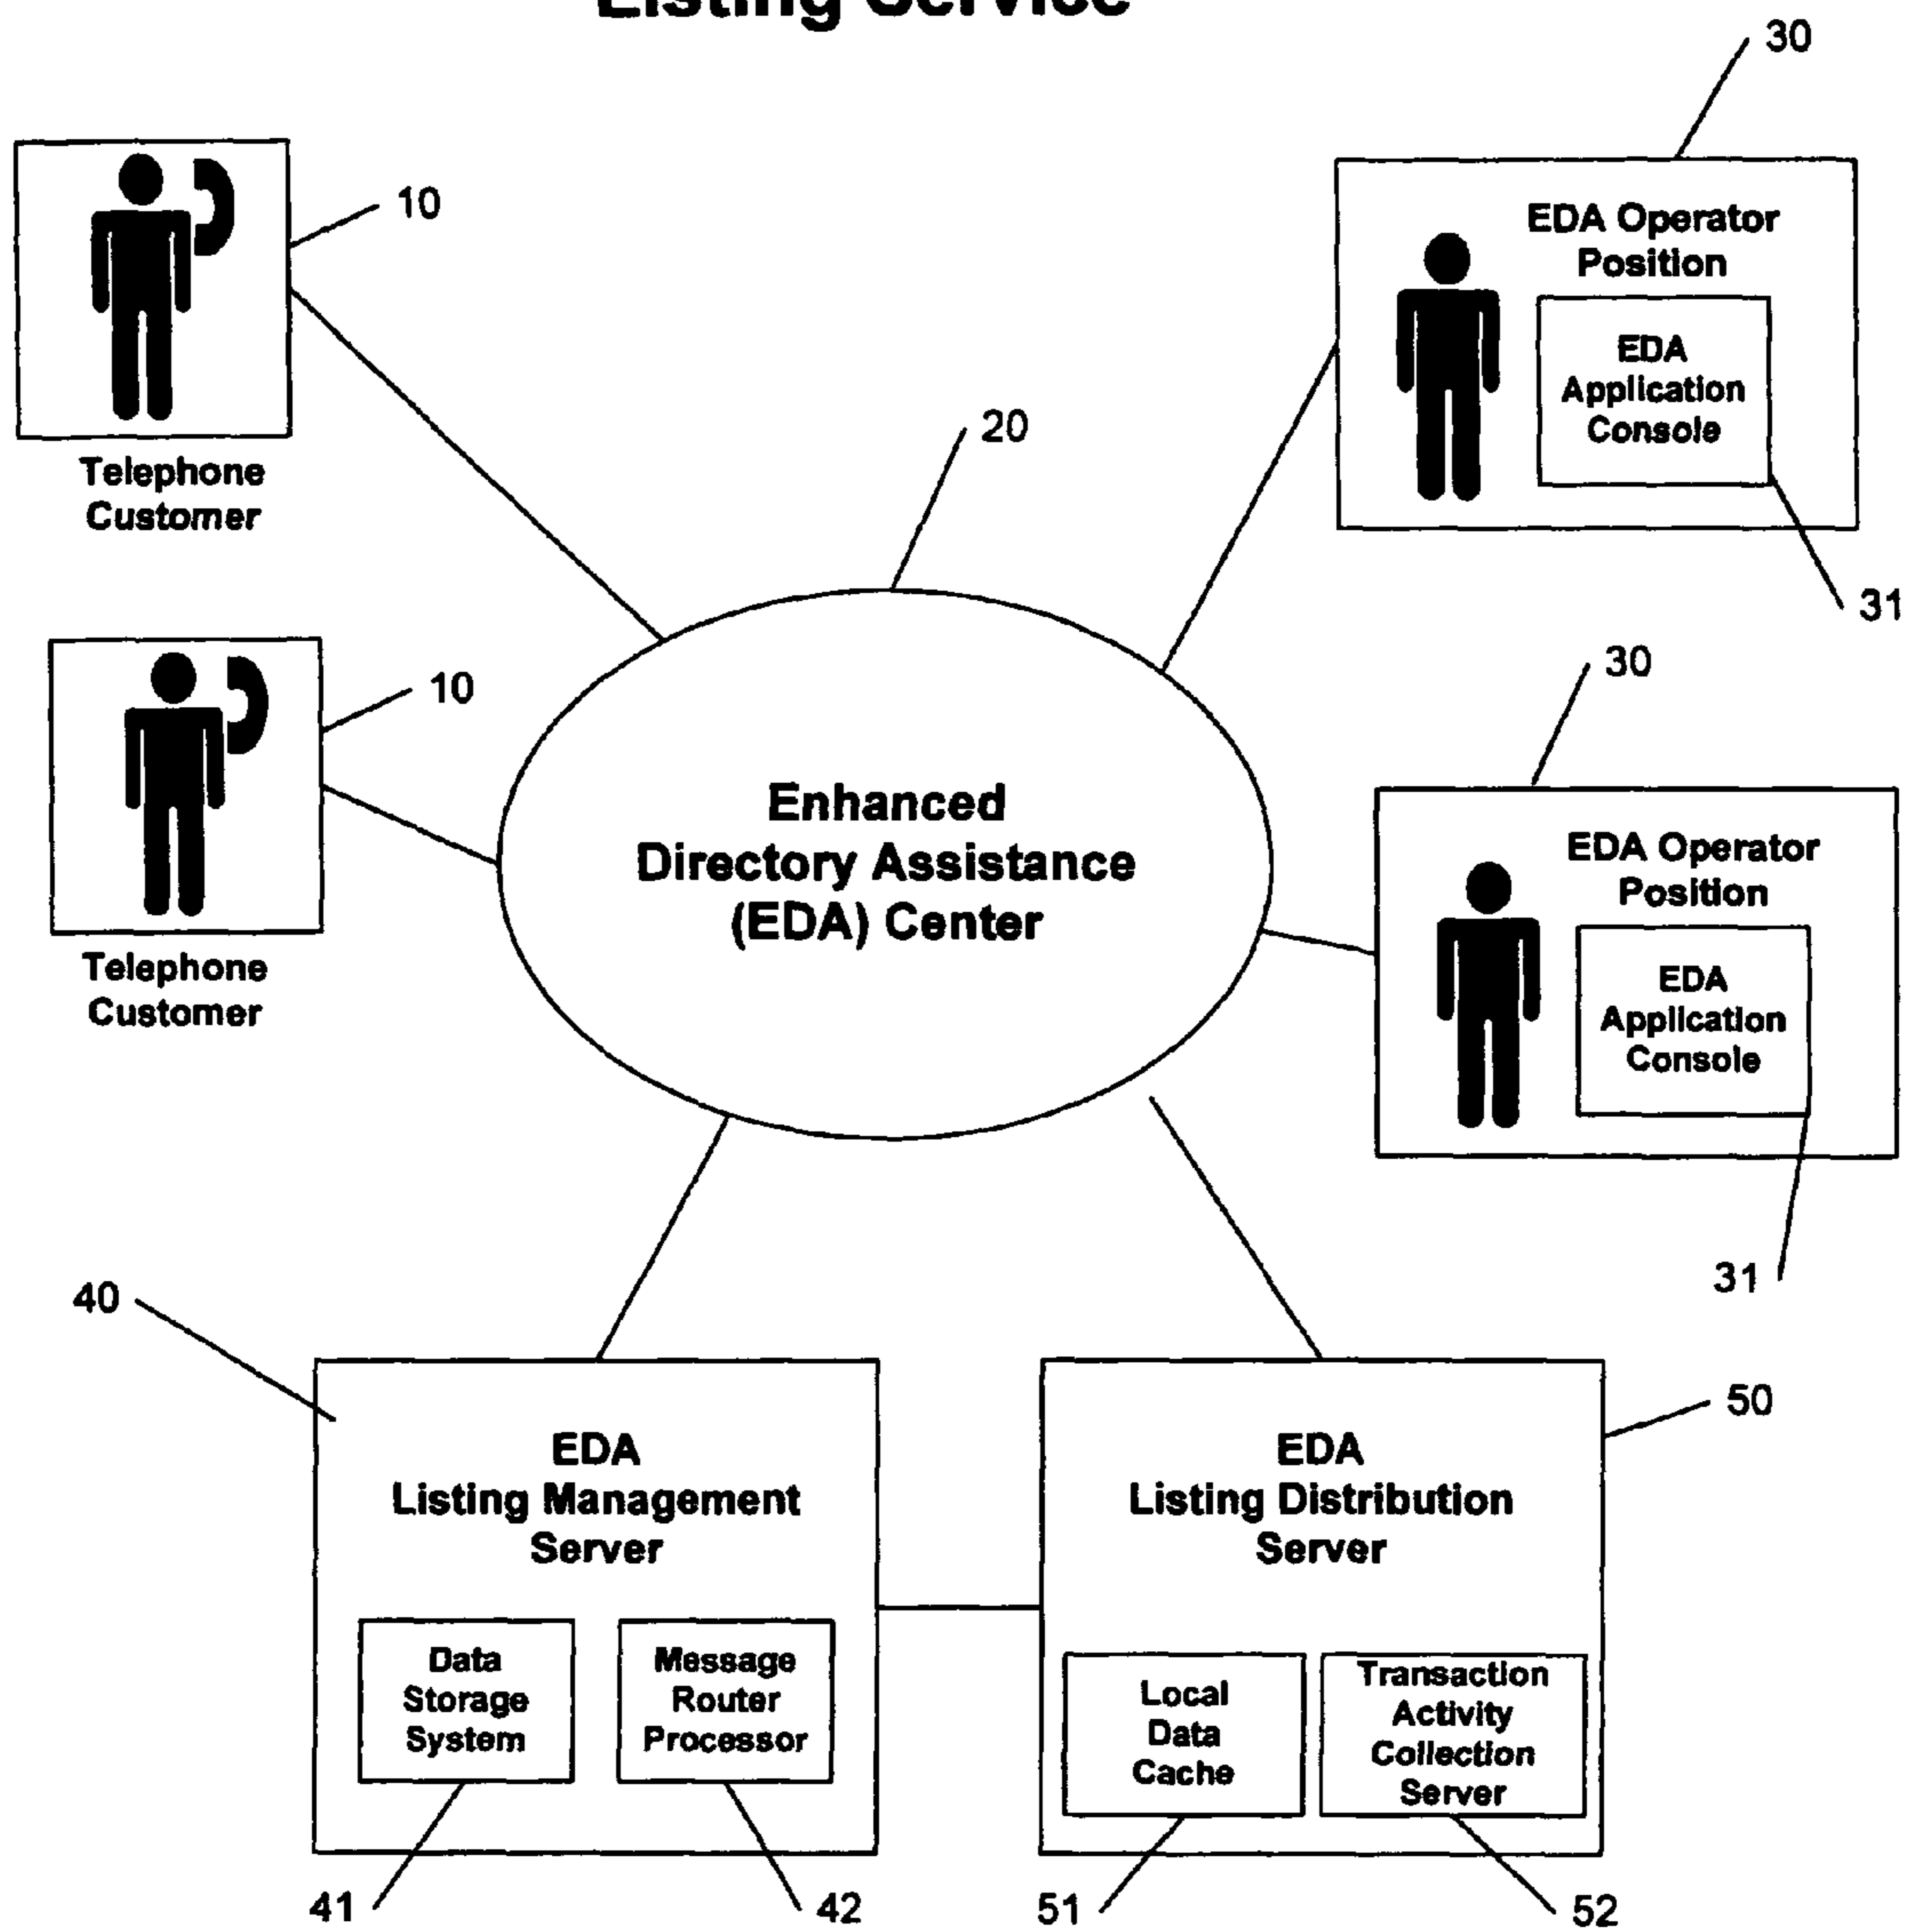 Listing Service
30
10
EDA Operator
Position
EDA
Application
Console
Telephone
Customer
20
31
10
30
Enhanced
Directory Assistance
(EDA) Center
EDA Operator
Position
EDA
Application
Console
Telephone
Customer
31
40
50
EDA
Listing Management
Server
EDA
Listing Distribution
Server
Data
Storage
System
Message
Router
Processor
Local
Data
Cache
Transaction
Activity
Collection
Server
41
42
51
52